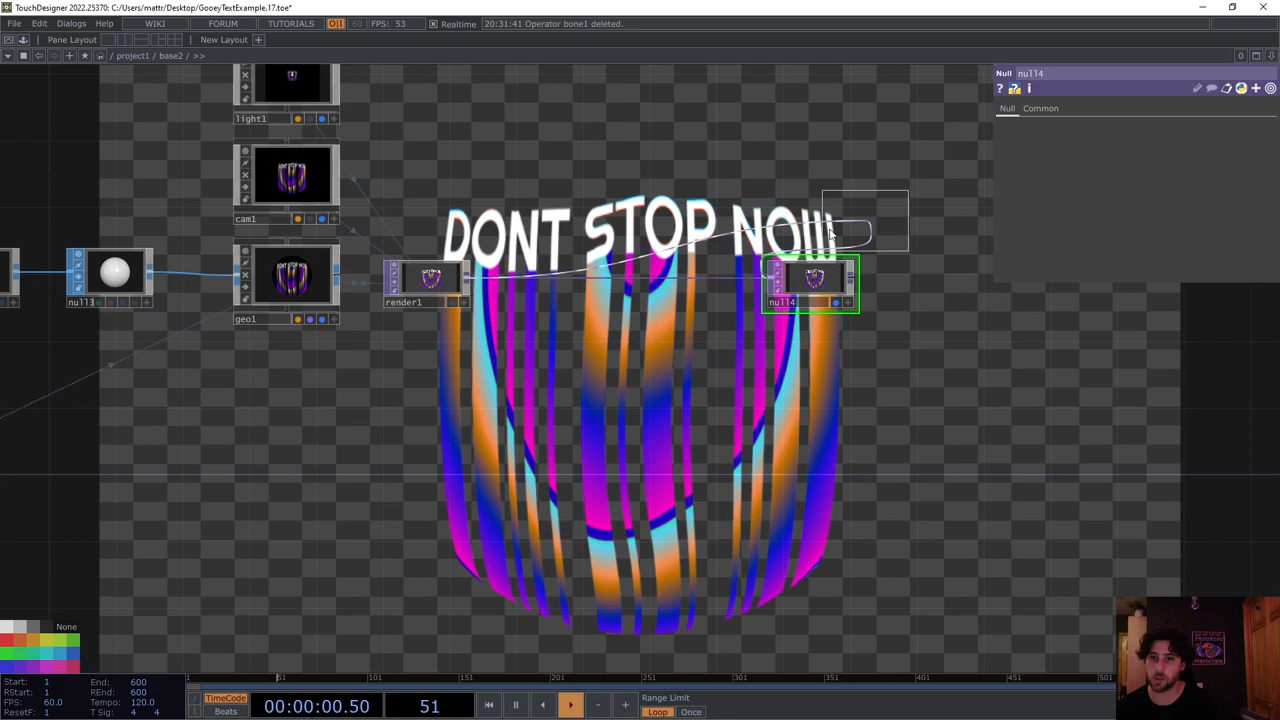 TouchDesigner 2022.25370: C:/Users/mattr/Desktop/GooeyTextExample.17.toe*
File Edit Dialogs Help WIKI FORUM TUTORIALS O|I 60 FPS: 53 Realtime 20:31:41 Operator bone1 deleted.
Pane Layout New Layout +
/ project1 / base2 / >> 0
Null null4
? i
Null Common
light1
cam1
null3
geo1
render1
null4
DONT STOP NOW
None
Start: 1 End: 600
RStart: 1 REnd: 600
FPS: 60.0 Tempo: 120.0
ResetF: 1 T Sig: 4 4
1 51 101 151 201 251 301 351 401 451 501
TimeCode
Beats
00:00:00.50
51
Range Limit
Loop Once